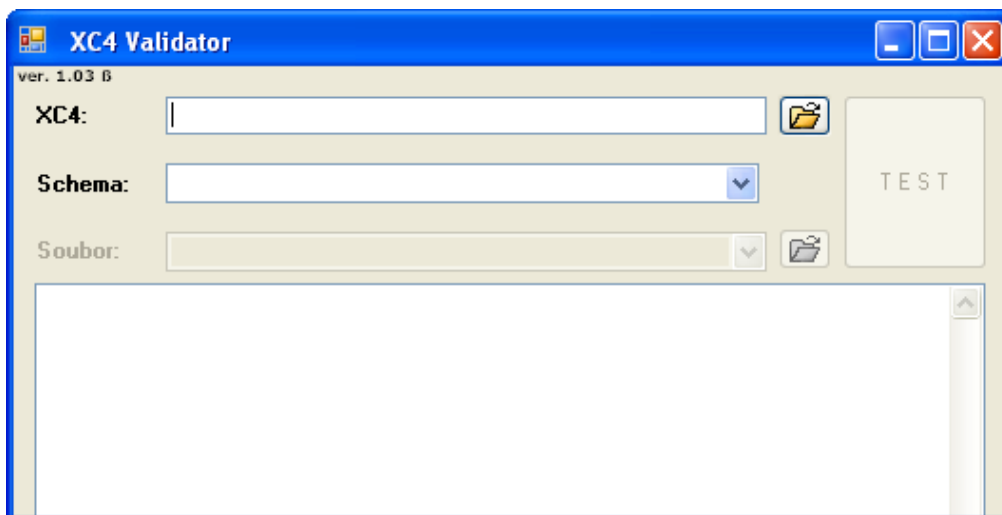 XC4 Validator
ver. 1.03 ß
XC4:
Schema:
TEST
Soubor: